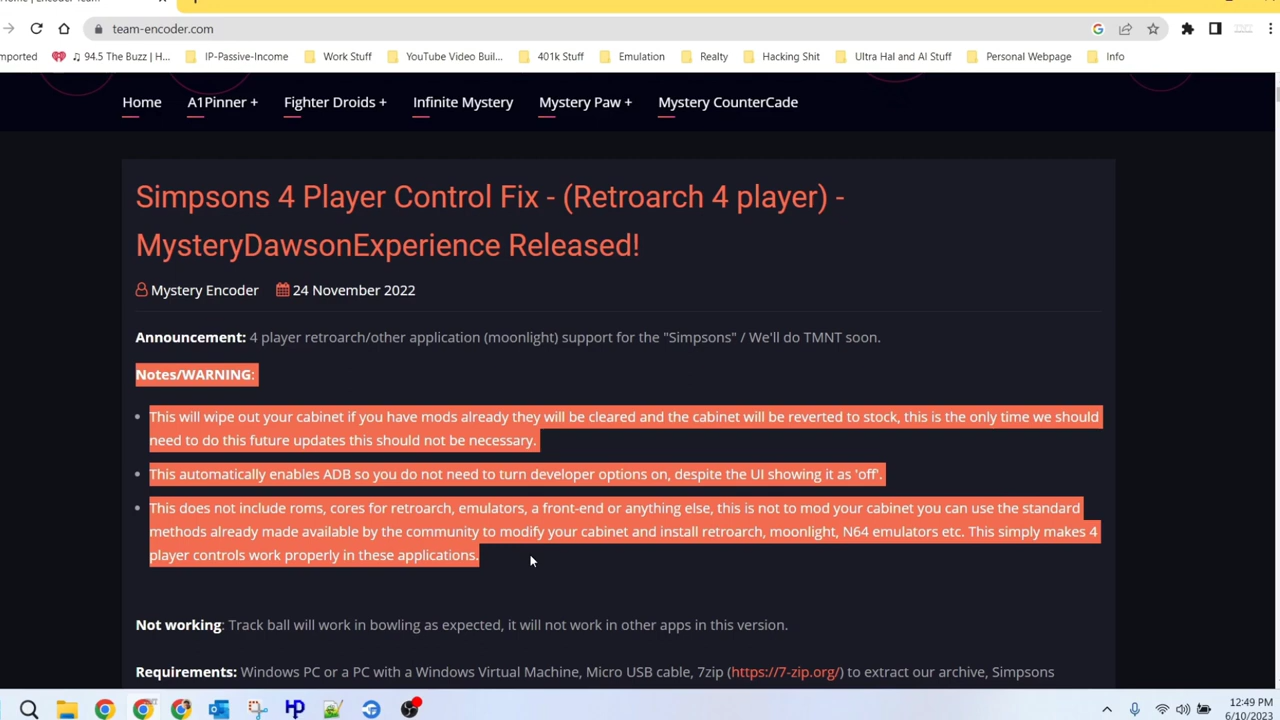 team-encoder.com
mported
♫ 94.5 The Buzz | H...
IP-Passive-Income
Work Stuff
YouTube Video Buil...
401k Stuff
Emulation
Realty
Hacking Shit
Ultra Hal and AI Stuff
Personal Webpage
Info
Home
A1Pinner +
Fighter Droids +
Infinite Mystery
Mystery Paw +
Mystery CounterCade
Simpsons 4 Player Control Fix - (Retroarch 4 player) -
MysteryDawsonExperience Released!
Mystery Encoder 24 November 2022
Announcement: 4 player retroarch/other application (moonlight) support for the "Simpsons" / We'll do TMNT soon.
Notes/WARNING:
• This will wipe out your cabinet if you have mods already they will be cleared and the cabinet will be reverted to stock, this is the only time we should
need to do this future updates this should not be necessary.
• This automatically enables ADB so you do not need to turn developer options on, despite the UI showing it as 'off'.
• This does not include roms, cores for retroarch, emulators, a front-end or anything else, this is not to mod your cabinet you can use the standard
methods already made available by the community to modify your cabinet and install retroarch, moonlight, N64 emulators etc. This simply makes 4
player controls work properly in these applications.
Not working: Track ball will work in bowling as expected, it will not work in other apps in this version.
Requirements: Windows PC or a PC with a Windows Virtual Machine, Micro USB cable, 7zip (https://7-zip.org/) to extract our archive, Simpsons
12:49 PM
6/10/2023